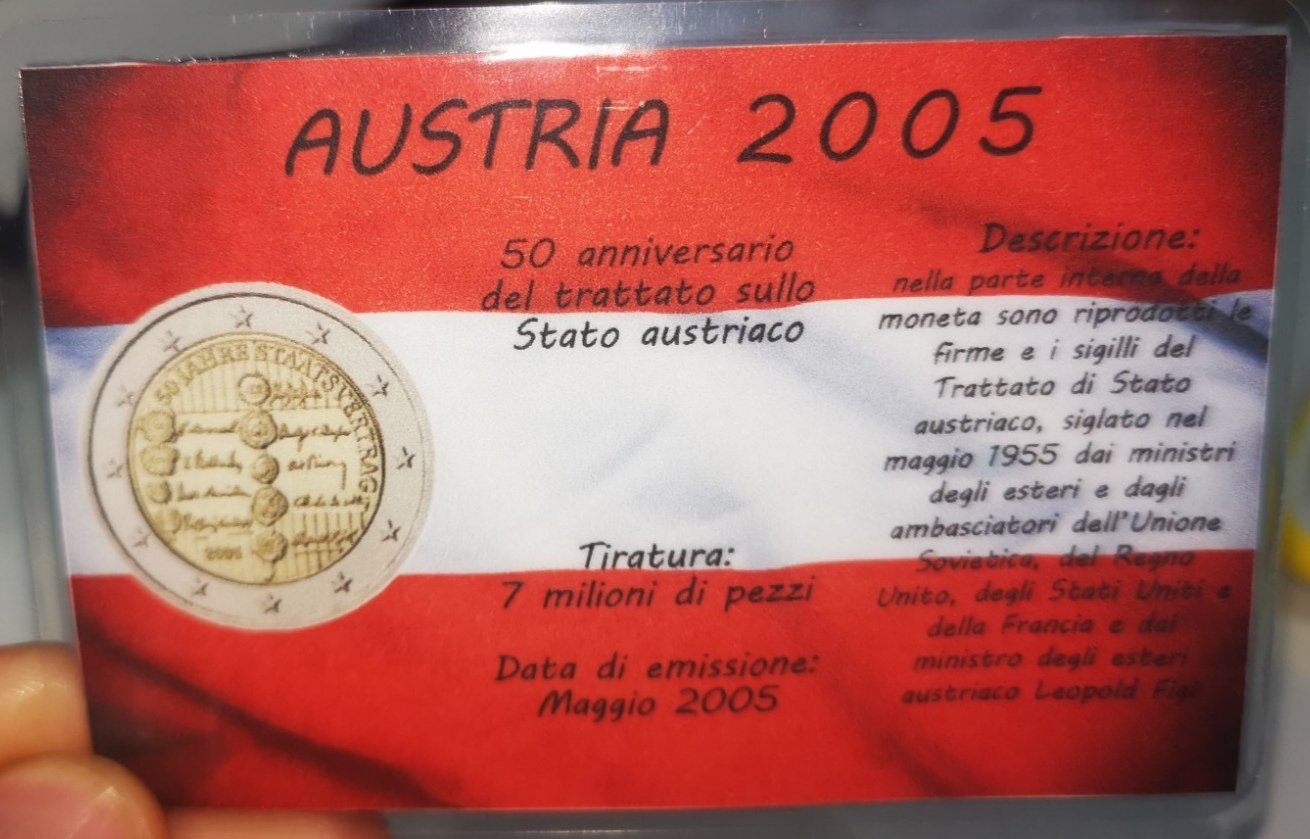 AUSTRIA 2005
50 anniversario
del trattato sullo
Stato austriaco
Tiratura:
7 milioni di pezzi
Data di emissione:
Maggio 2005
Descrizione:
nella parte interna della
moneta sono riprodotti le
firme e i sigilli del
Trattato di Stato
austriaco, siglato nel
maggio 1955 dai ministri
degli esteri e dagli
ambasciatori dell'Unione
Sovietica, del Regno
Unito, degli Stati Uniti e
della Francia e dai
ministro degli esteri
austriaco Leopold Figl
50 JAHRE STAATSVERTRAG